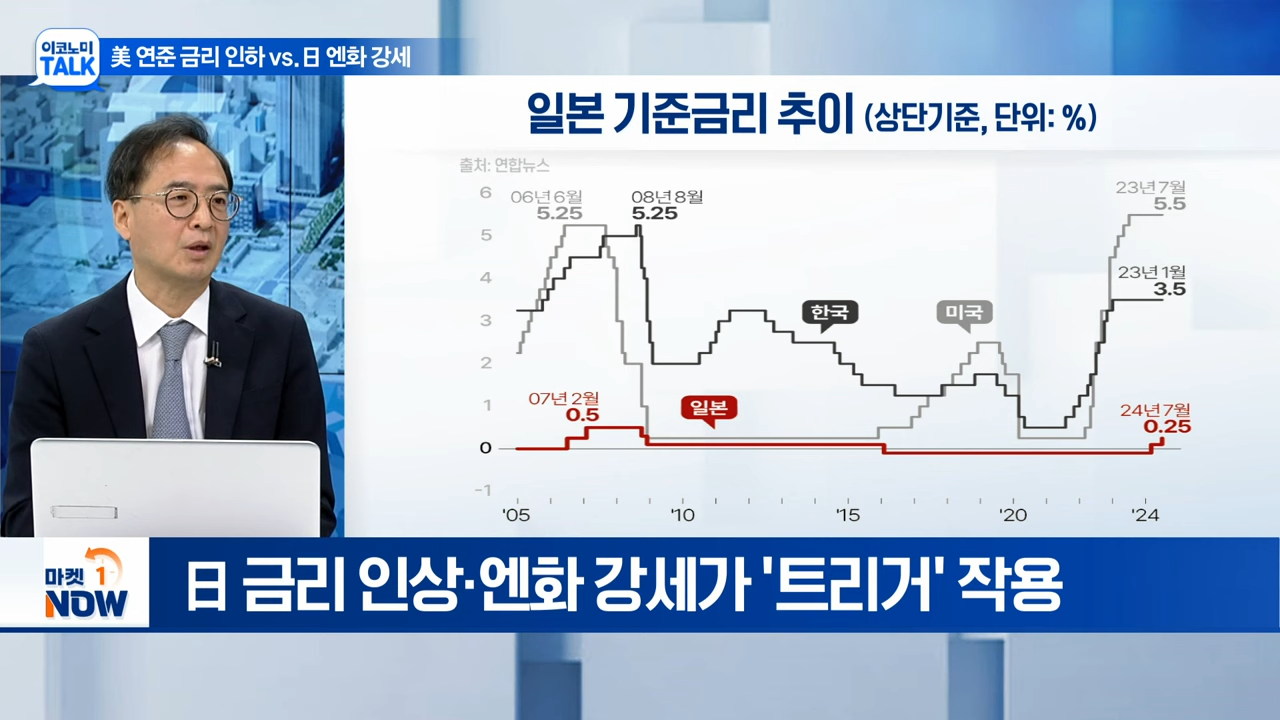 이코노미
TALK
美 연준 금리 인하 vs. 日 엔화 강세
일본 기준금리 추이 (상단기준, 단위: %)
출처: 연합뉴스
6
5
4
3
2
1
0
-1
06년 6월
5.25
08년 8월
5.25
23년 7월
5.5
23년 1월
3.5
한국
미국
07년 2월
0.5
일본
24년 7월
0.25
'05 '10 '15 '20 '24
마켓 1
NOW
日 금리 인상·엔화 강세가 '트리거' 작용